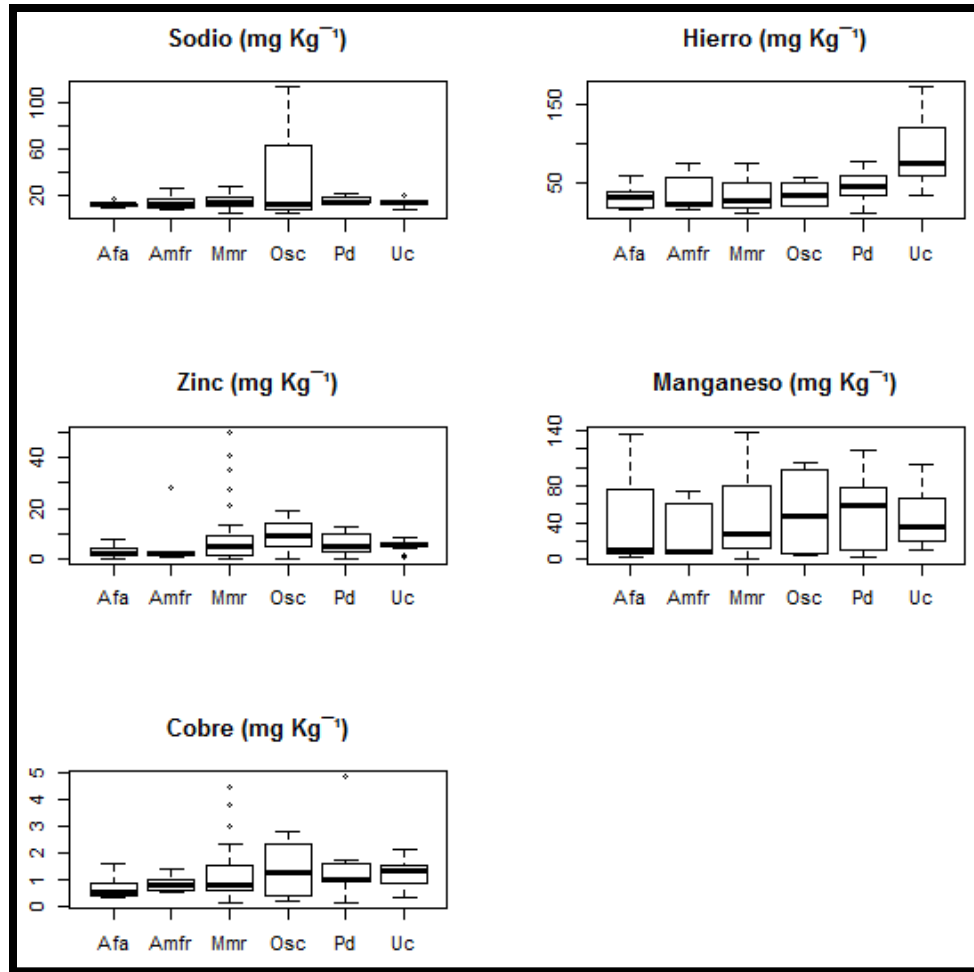 Sodio (mg Kg¯¹)
100
60
20
Afa Amfr Mmr Osc Pd Uc
Hierro (mg Kg¯¹)
150
50
Afa Amfr Mmr Osc Pd Uc
Zinc (mg Kg¯¹)
40
20
0
Afa Amfr Mmr Osc Pd Uc
Manganeso (mg Kg¯¹)
140
80
40
0
Afa Amfr Mmr Osc Pd Uc
Cobre (mg Kg¯¹)
5
4
3
2
1
0
Afa Amfr Mmr Osc Pd Uc